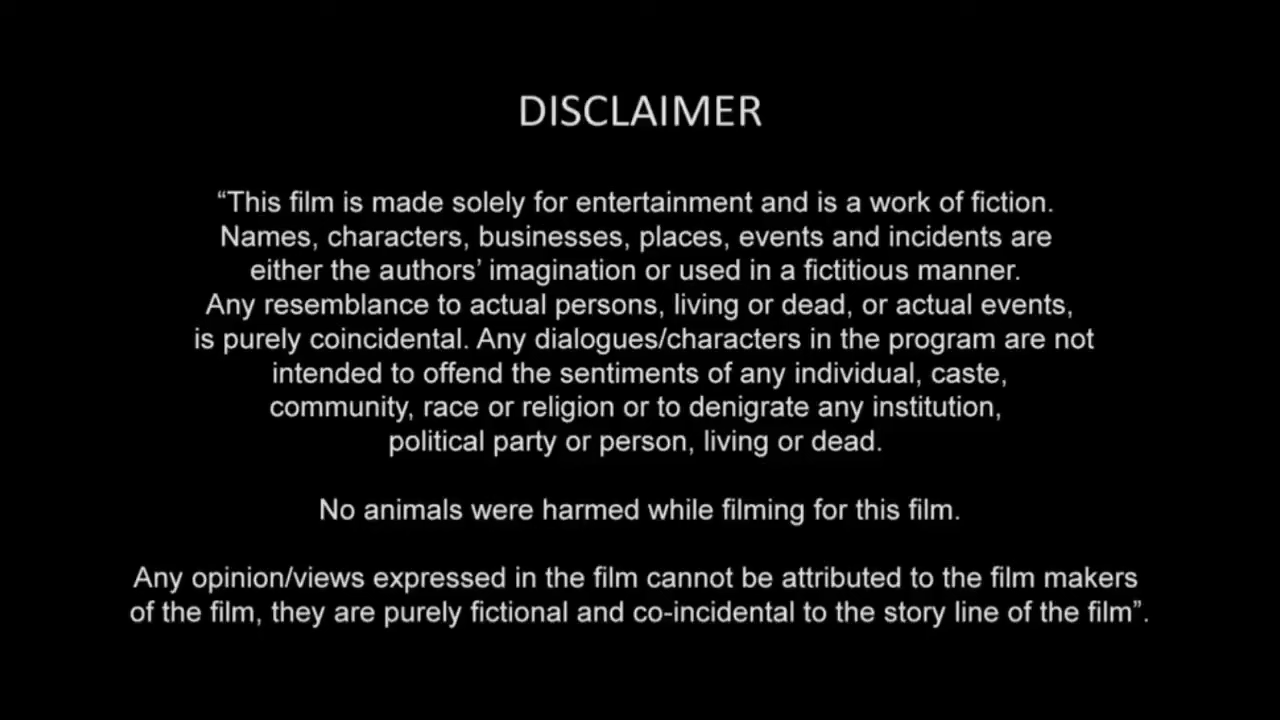 DISCLAIMER
“This film is made solely for entertainment and is a work of fiction.
Names, characters, businesses, places, events and incidents are
either the authors’ imagination or used in a fictitious manner.
Any resemblance to actual persons, living or dead, or actual events,
is purely coincidental. Any dialogues/characters in the program are not
intended to offend the sentiments of any individual, caste,
community, race or religion or to denigrate any institution,
political party or person, living or dead.
No animals were harmed while filming for this film.
Any opinion/views expressed in the film cannot be attributed to the film makers
of the film, they are purely fictional and co-incidental to the story line of the film”.